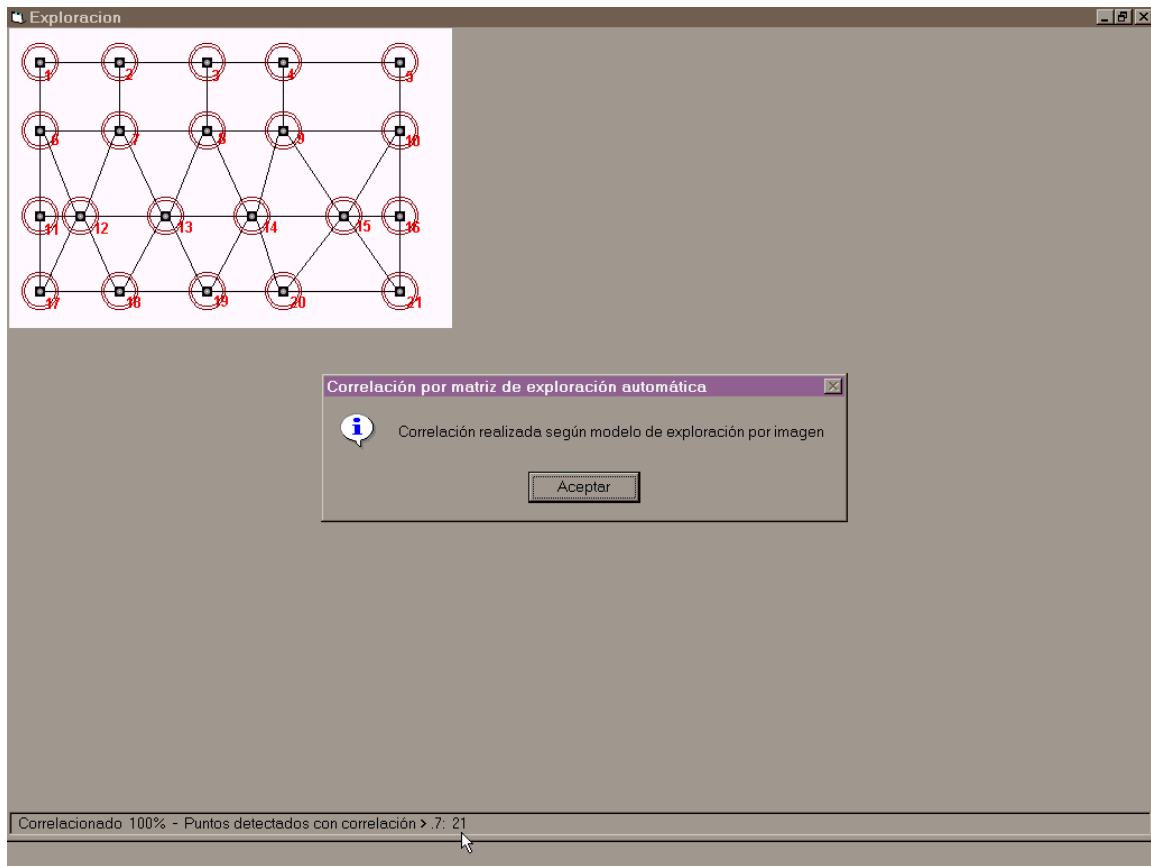 Exploracion
1 2 3 4 5
6 7 8 9 10
11 12 13 14 15 16
17 18 19 20 21
Correlación por matriz de exploración automática
Correlación realizada según modelo de exploración por imagen
Aceptar
Correlacionado 100% - Puntos detectados con correlación > .7: 21